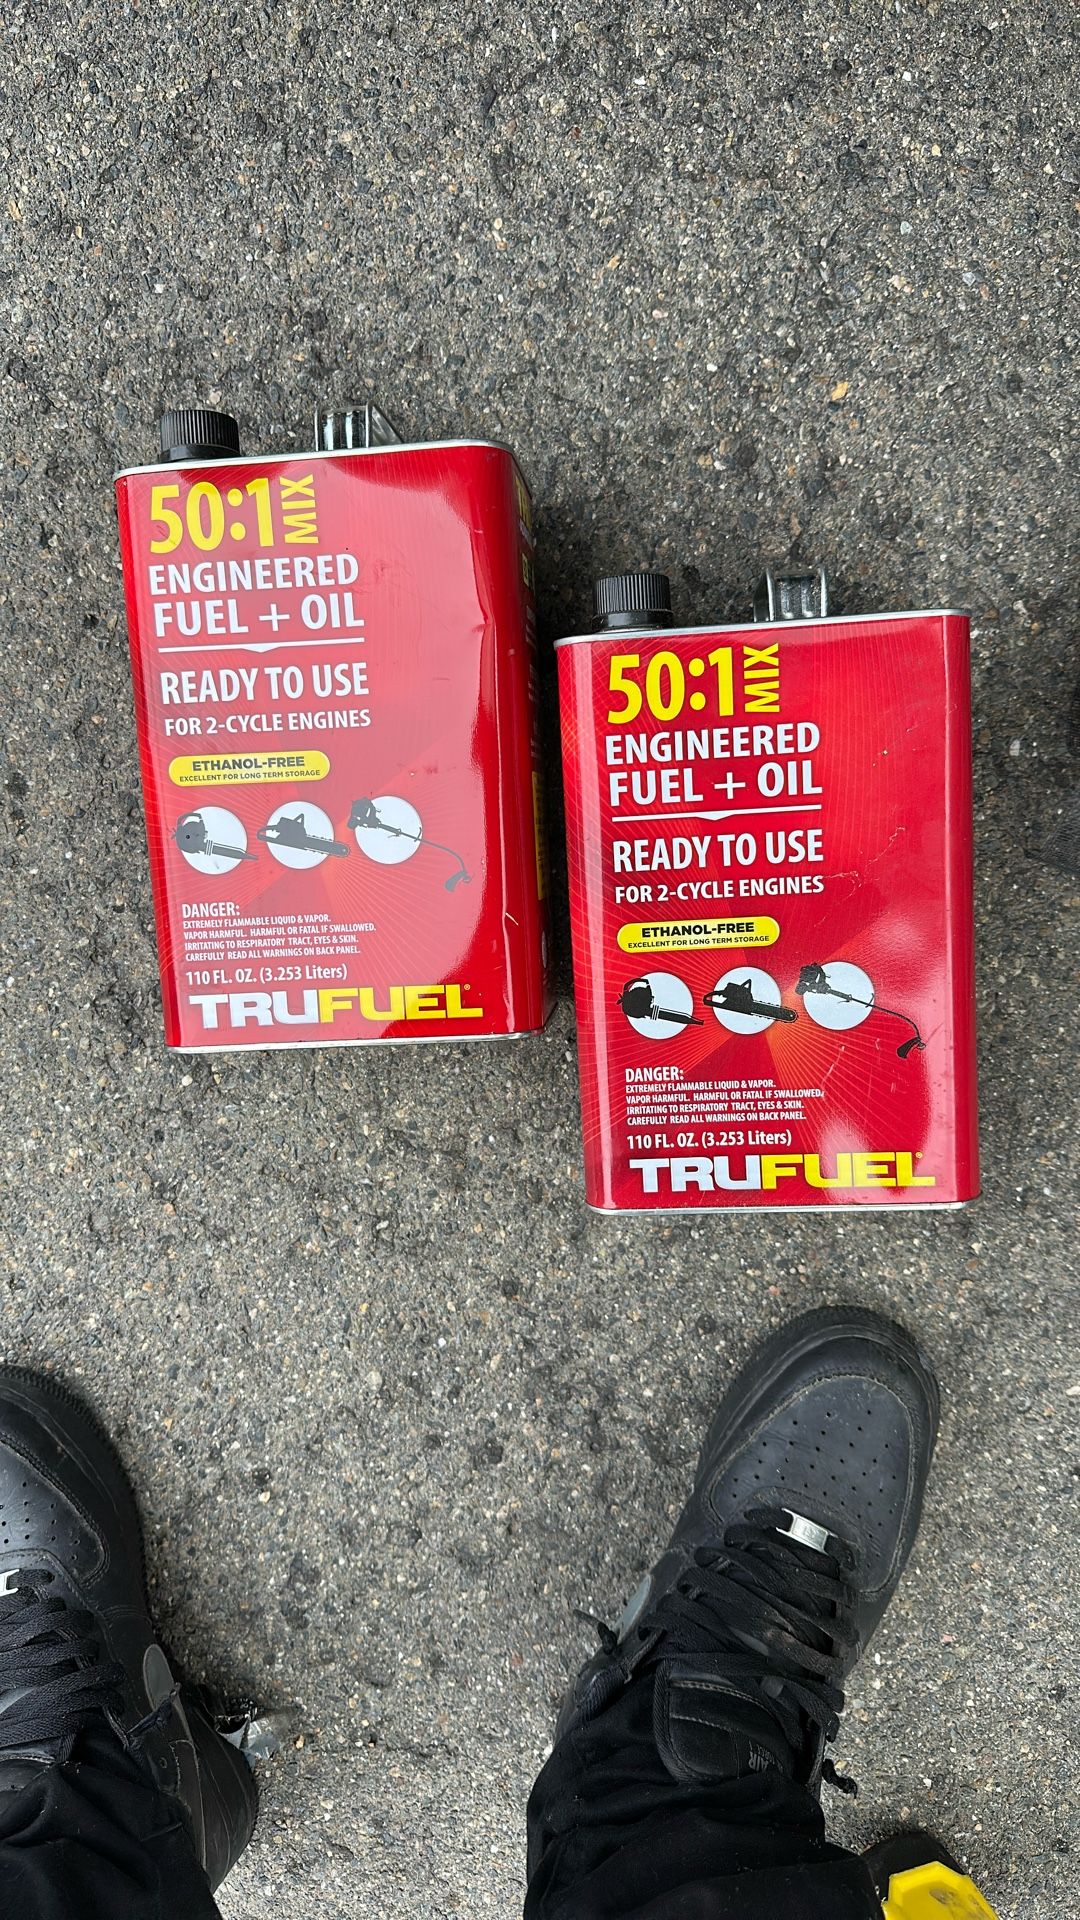 50:1 MIX
ENGINEERED
FUEL + OIL
READY TO USE
FOR 2-CYCLE ENGINES
ETHANOL-FREE
EXCELLENT FOR LONG TERM STORAGE
DANGER:
EXTREMELY FLAMMABLE LIQUID & VAPOR.
VAPOR HARMFUL. HARMFUL OR FATAL IF SWALLOWED.
IRRITATING TO RESPIRATORY TRACT, EYES & SKIN.
CAREFULLY READ ALL WARNINGS ON BACK PANEL.
110 FL. OZ. (3.253 Liters)
TRUFUEL®
50:1 MIX
ENGINEERED
FUEL + OIL
READY TO USE
FOR 2-CYCLE ENGINES
ETHANOL-FREE
EXCELLENT FOR LONG TERM STORAGE
DANGER:
EXTREMELY FLAMMABLE LIQUID & VAPOR.
VAPOR HARMFUL. HARMFUL OR FATAL IF SWALLOWED.
IRRITATING TO RESPIRATORY TRACT, EYES & SKIN.
CAREFULLY READ ALL WARNINGS ON BACK PANEL.
110 FL. OZ. (3.253 Liters)
TRUFUEL®
AIR